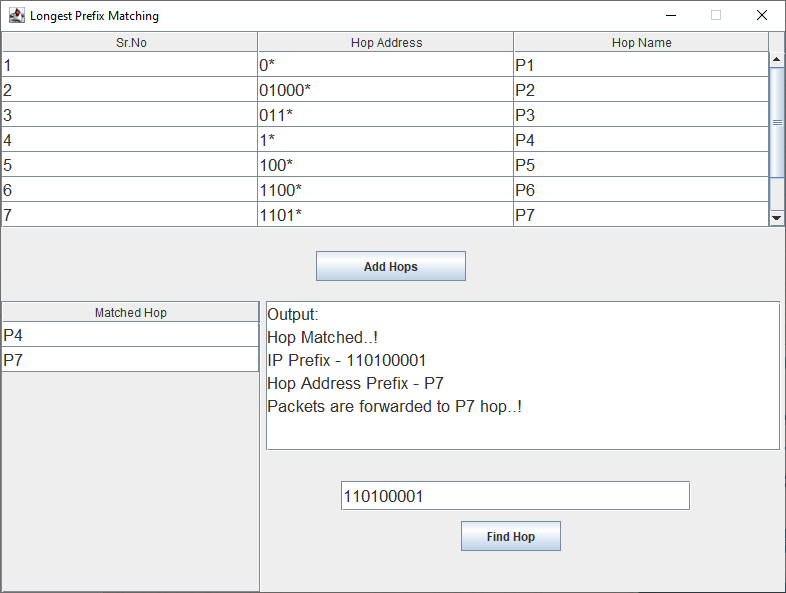 Longest Prefix Matching
Sr.No Hop Address Hop Name
1 0* P1
2 01000* P2
3 011* P3
4 1* P4
5 100* P5
6 1100* P6
7 1101* P7
Add Hops
Matched Hop
P4
P7
Output:
Hop Matched..!
IP Prefix - 110100001
Hop Address Prefix - P7
Packets are forwarded to P7 hop..!
110100001
Find Hop